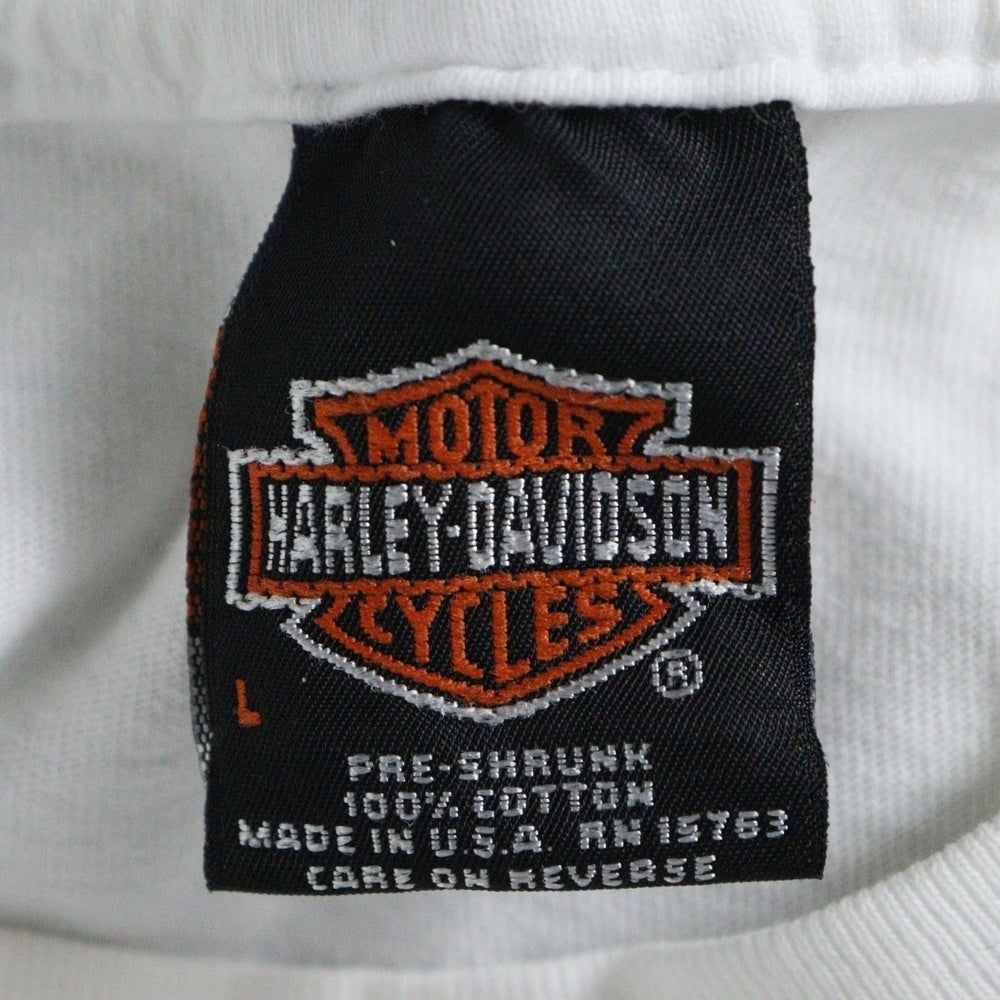 MOTOR
HARLEY-DAVIDSON
CYCLES
®
L
PRE-SHRUNK
100% COTTON
MADE IN U.S.A. RN 15763
CARE ON REVERSE